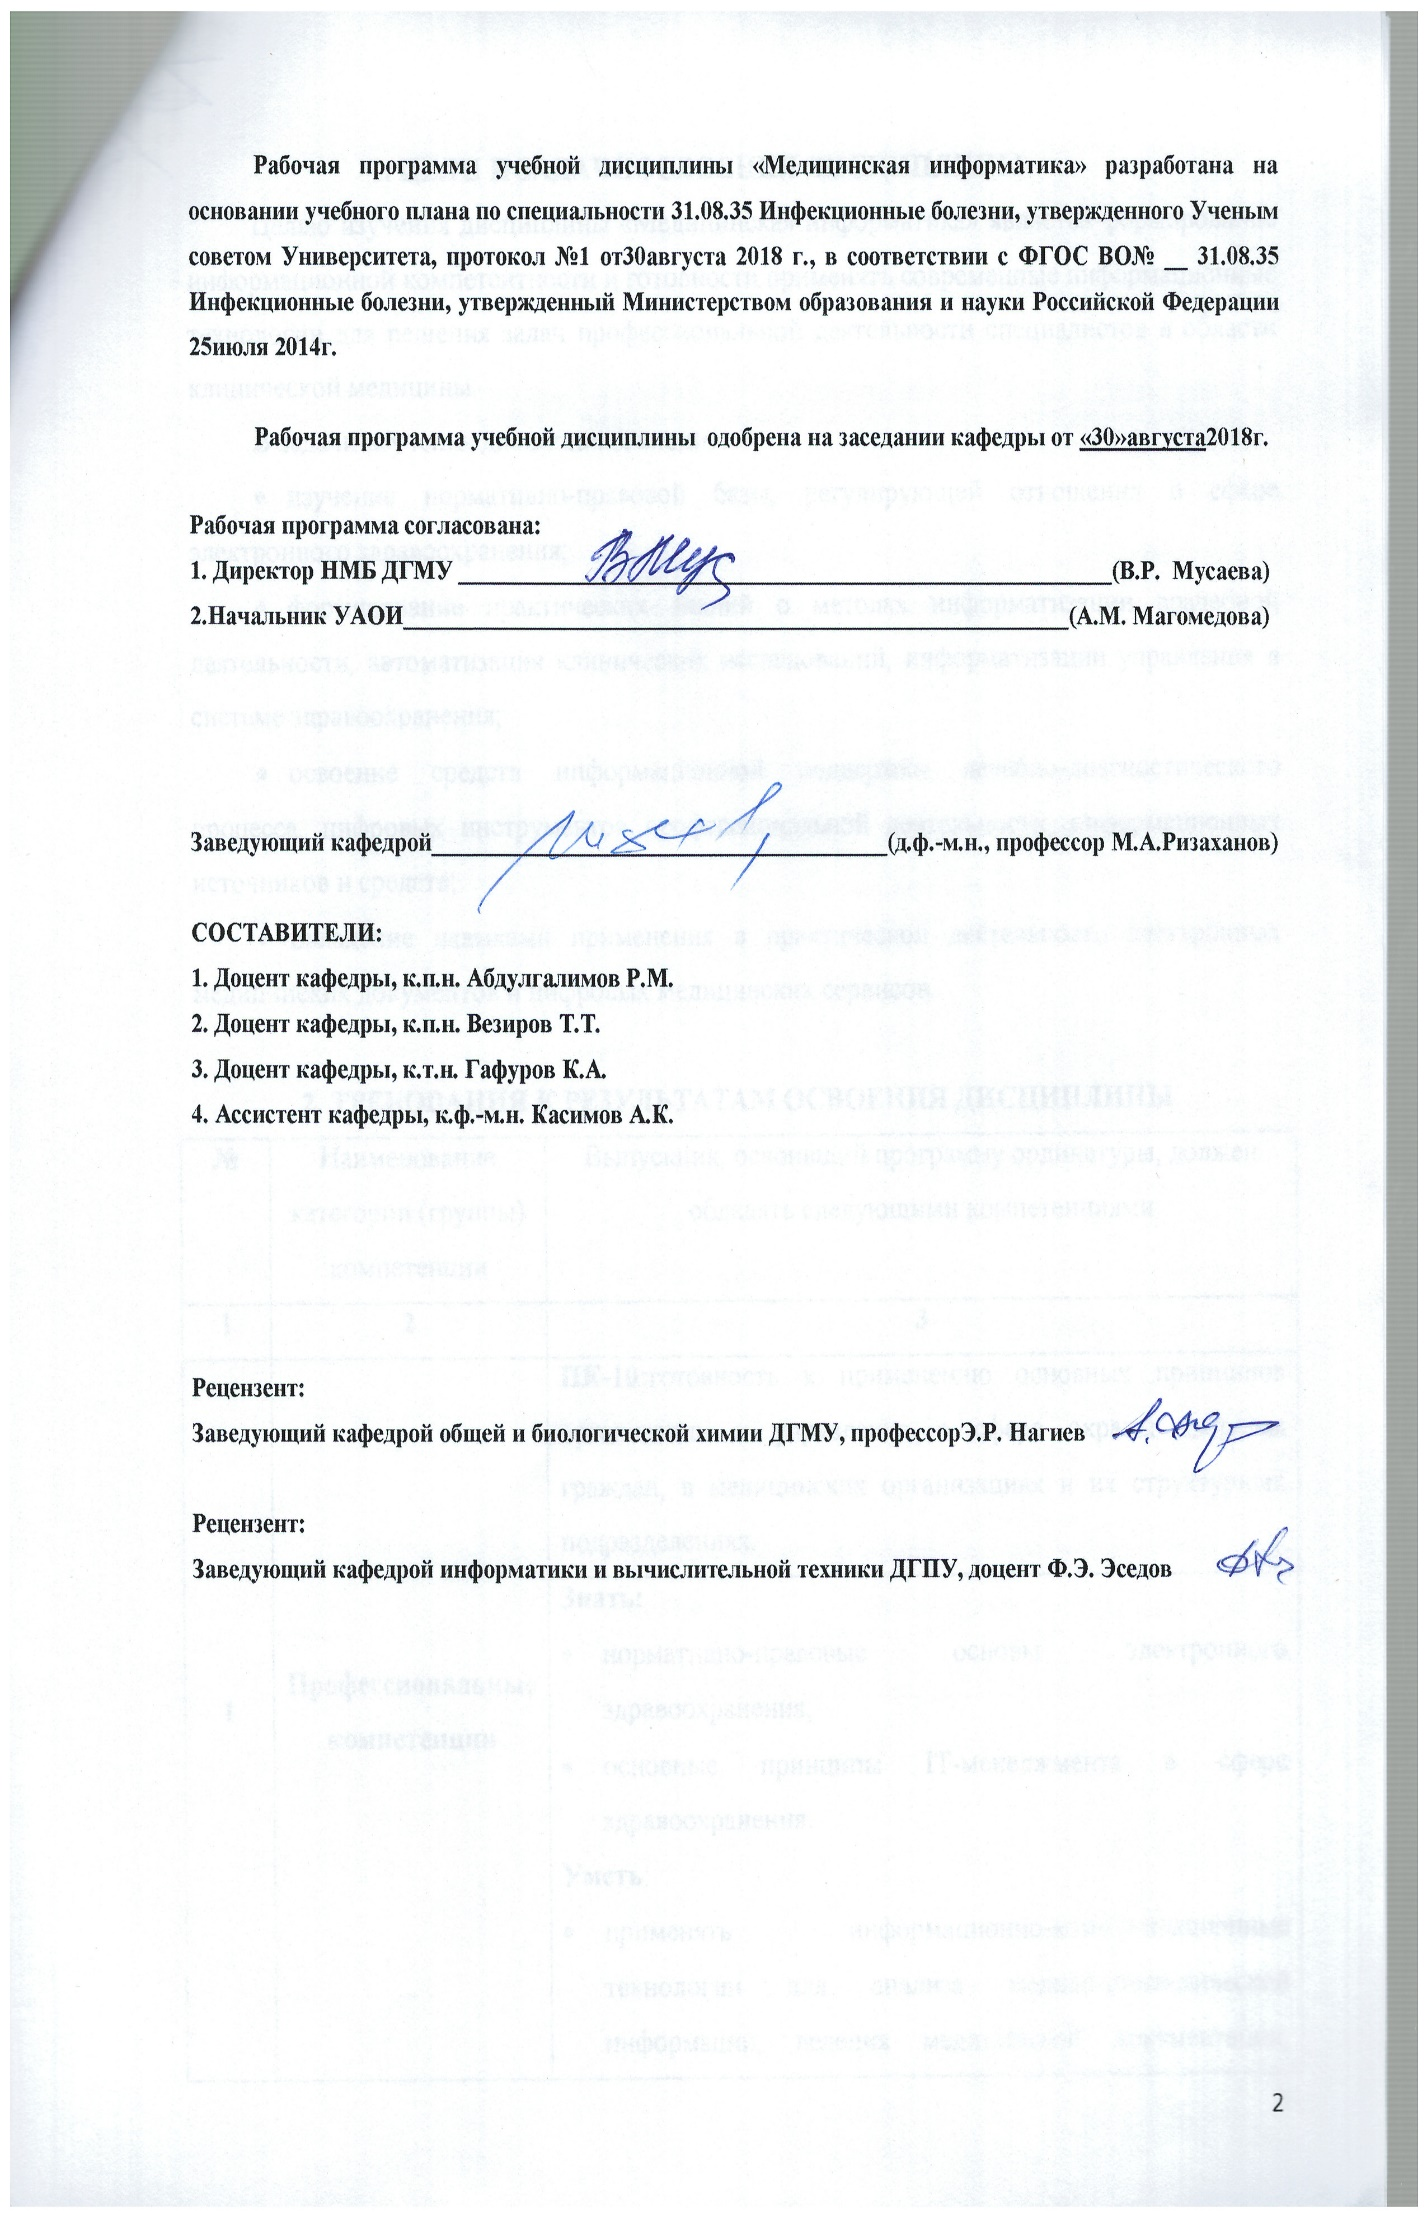 Рабочая программа учебной дисциплины «Медицинская информатика» разработана на
основании учебного плана по специальности 31.08.35 Инфекционные болезни, утвержденного Ученым
советом Университета, протокол №1 от30августа 2018 г., в соответствии с ФГОС ВО№ __ 31.08.35
Инфекционные болезни, утвержденный Министерством образования и науки Российской Федерации
25июля 2014г.
Рабочая программа учебной дисциплины одобрена на заседании кафедры от «30»августа2018г.
Рабочая программа согласована:
1. Директор НМБ ДГМУ (В.Р. Мусаева)
2.Начальник УАОИ (А.М. Магомедова)
Заведующий кафедрой (д.ф.-м.н., профессор М.А.Ризаханов)
СОСТАВИТЕЛИ:
1. Доцент кафедры, к.п.н. Абдулгалимов Р.М.
2. Доцент кафедры, к.п.н. Везиров Т.Т.
3. Доцент кафедры, к.т.н. Гафуров К.А.
4. Ассистент кафедры, к.ф.-м.н. Касимов А.К.
Рецензент:
Заведующий кафедрой общей и биологической химии ДГМУ, профессорЭ.Р. Нагиев
Рецензент:
Заведующий кафедрой информатики и вычислительной техники ДГПУ, доцент Ф.Э. Эседов
2